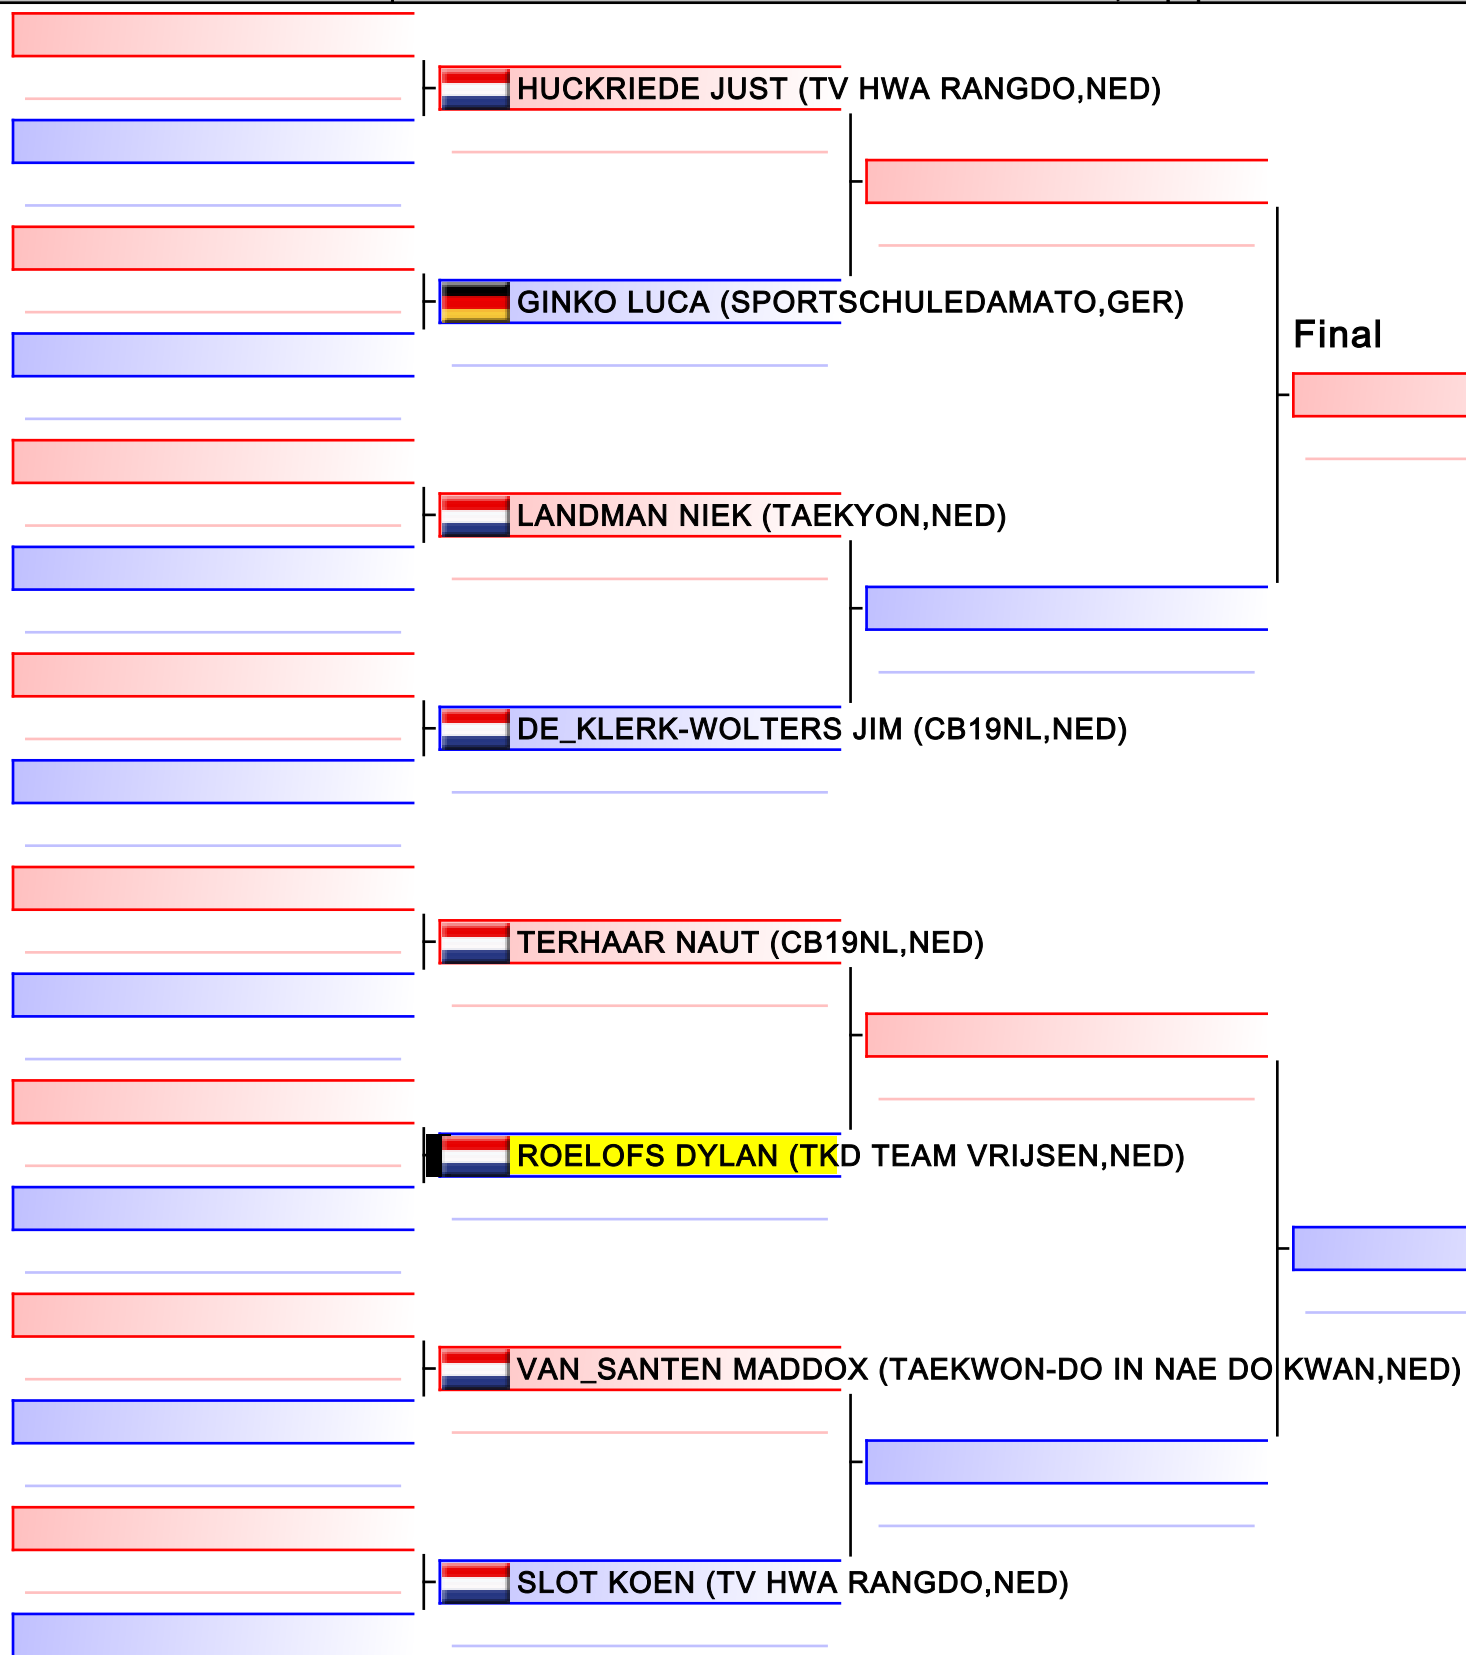 HUCKRIEDE JUST (TV HWA RANGDO,NED)
GINKO LUCA (SPORTSCHULEDAMATO,GER)
Final
LANDMAN NIEK (TAEKYON,NED)
DE_KLERK-WOLTERS JIM (CB19NL,NED)
TERHAAR NAUT (CB19NL,NED)
ROELOFS DYLAN (TKD TEAM VRIJSEN,NED)
VAN_SANTEN MADDOX (TAEKWON-DO IN NAE DO KWAN,NED)
SLOT KOEN (TV HWA RANGDO,NED)